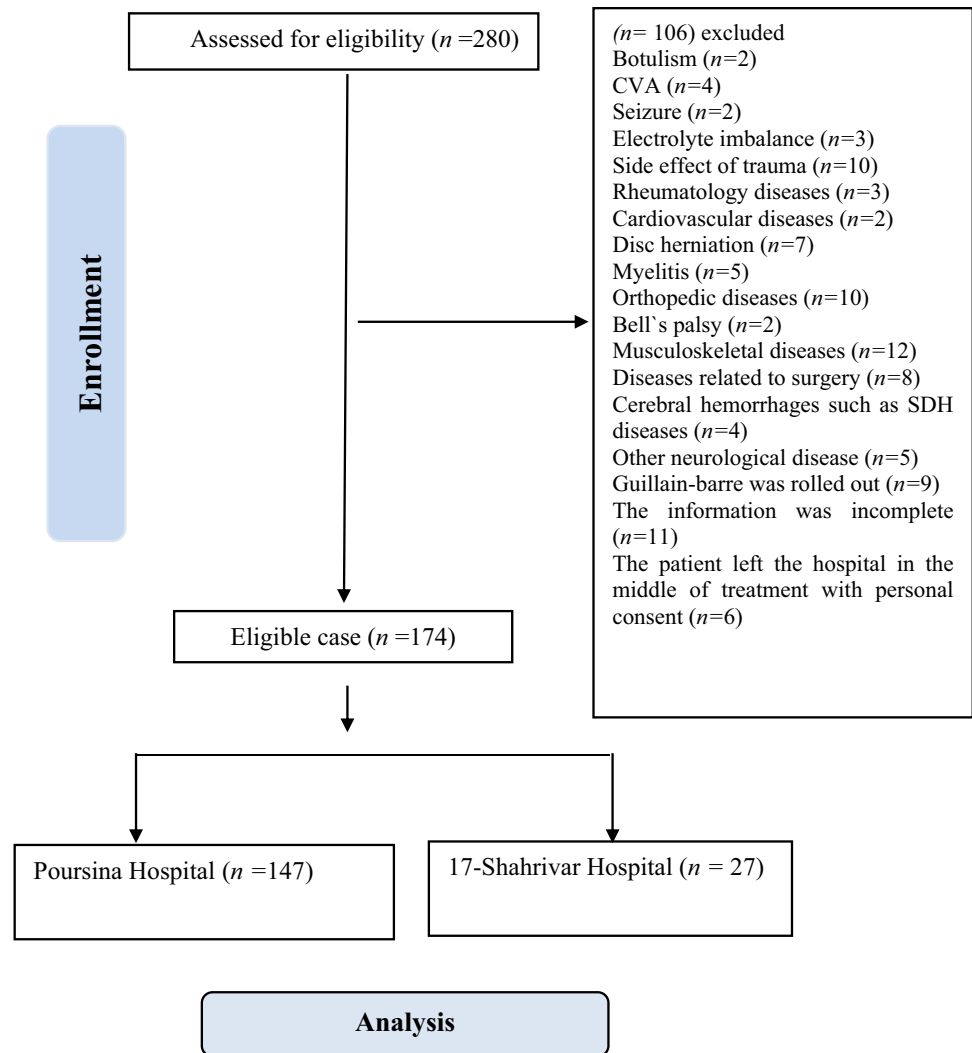 Assessed for eligibility (n =280)
(n= 106) excluded
Botulism (n=2)
CVA (n=4)
Seizure (n=2)
Electrolyte imbalance (n=3)
Side effect of trauma (n=10)
Rheumatology diseases (n=3)
Cardiovascular diseases (n=2)
Disc herniation (n=7)
Myelitis (n=5)
Orthopedic diseases (n=10)
Bell`s palsy (n=2)
Musculoskeletal diseases (n=12)
Diseases related to surgery (n=8)
Cerebral hemorrhages such as SDH
diseases (n=4)
Other neurological disease (n=5)
Guillain-barre was rolled out (n=9)
The information was incomplete
(n=11)
The patient left the hospital in the
middle of treatment with personal
consent (n=6)
Enrollment
Eligible case (n =174)
Poursina Hospital (n =147)
17-Shahrivar Hospital (n = 27)
Analysis